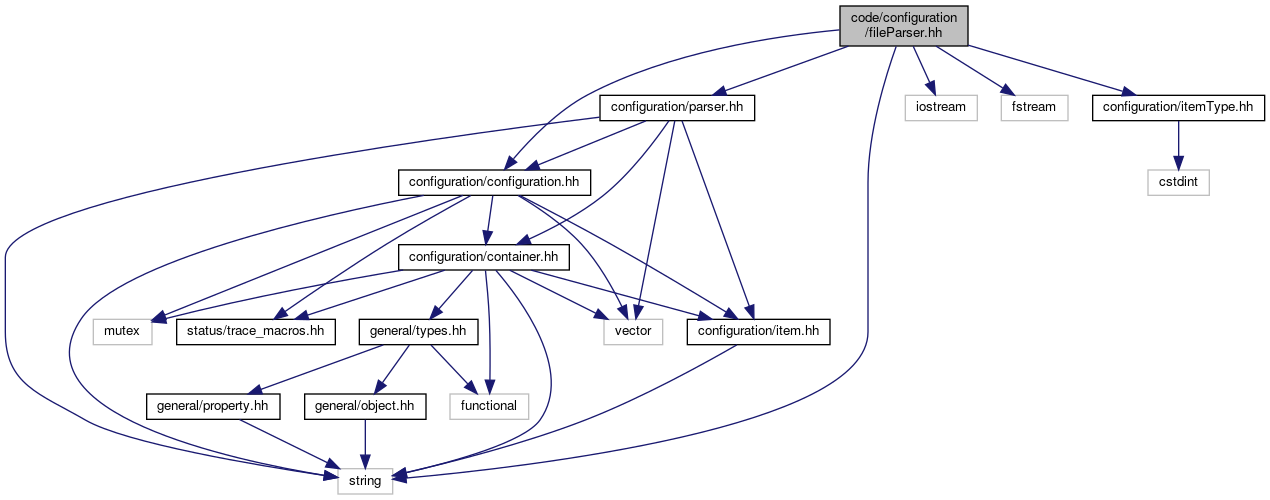 code/configuration
/fileParser.hh
configuration/parser.hh
iostream
fstream
configuration/itemType.hh
configuration/configuration.hh
cstdint
configuration/container.hh
mutex
status/trace_macros.hh
general/types.hh
vector
configuration/item.hh
general/property.hh
general/object.hh
functional
string